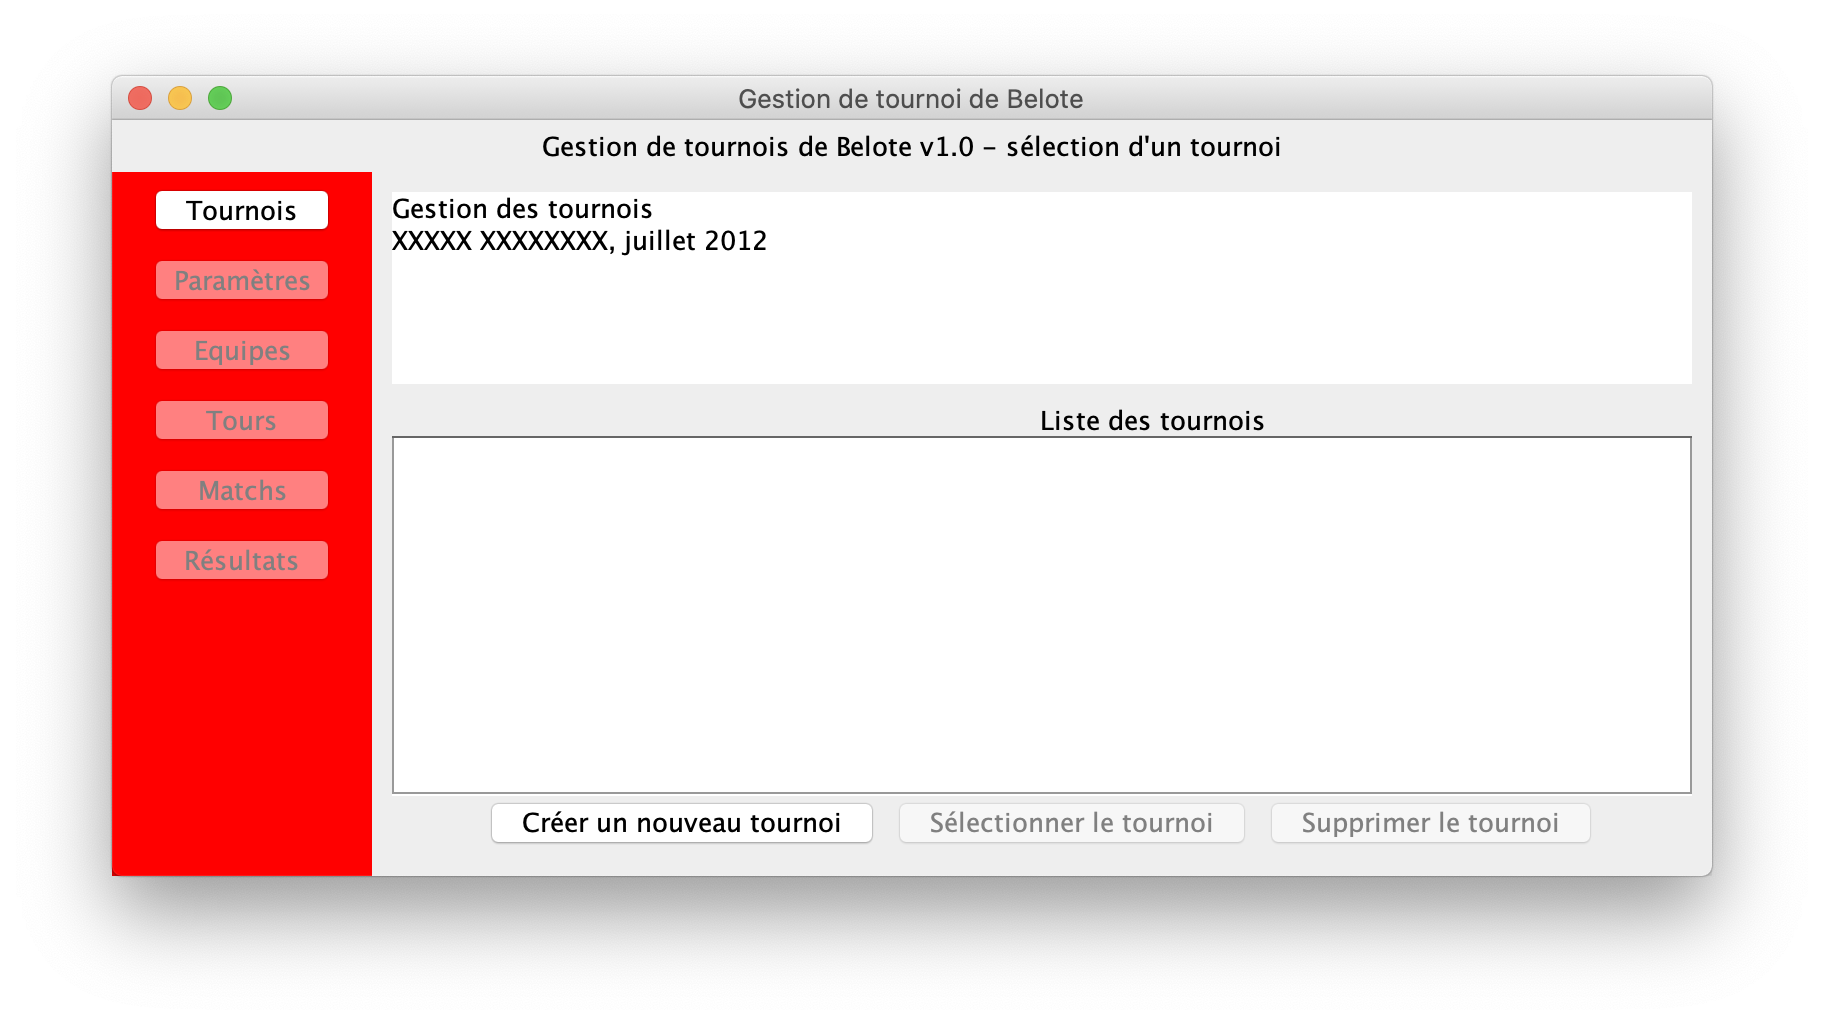 Gestion de tournoi de Belote
Gestion de tournois de Belote v1.0 – sélection d'un tournoi
Tournois
Paramètres
Equipes
Tours
Matchs
Résultats
Gestion des tournois
XXXXX XXXXXXXX, juillet 2012
Liste des tournois
Créer un nouveau tournoi
Sélectionner le tournoi
Supprimer le tournoi